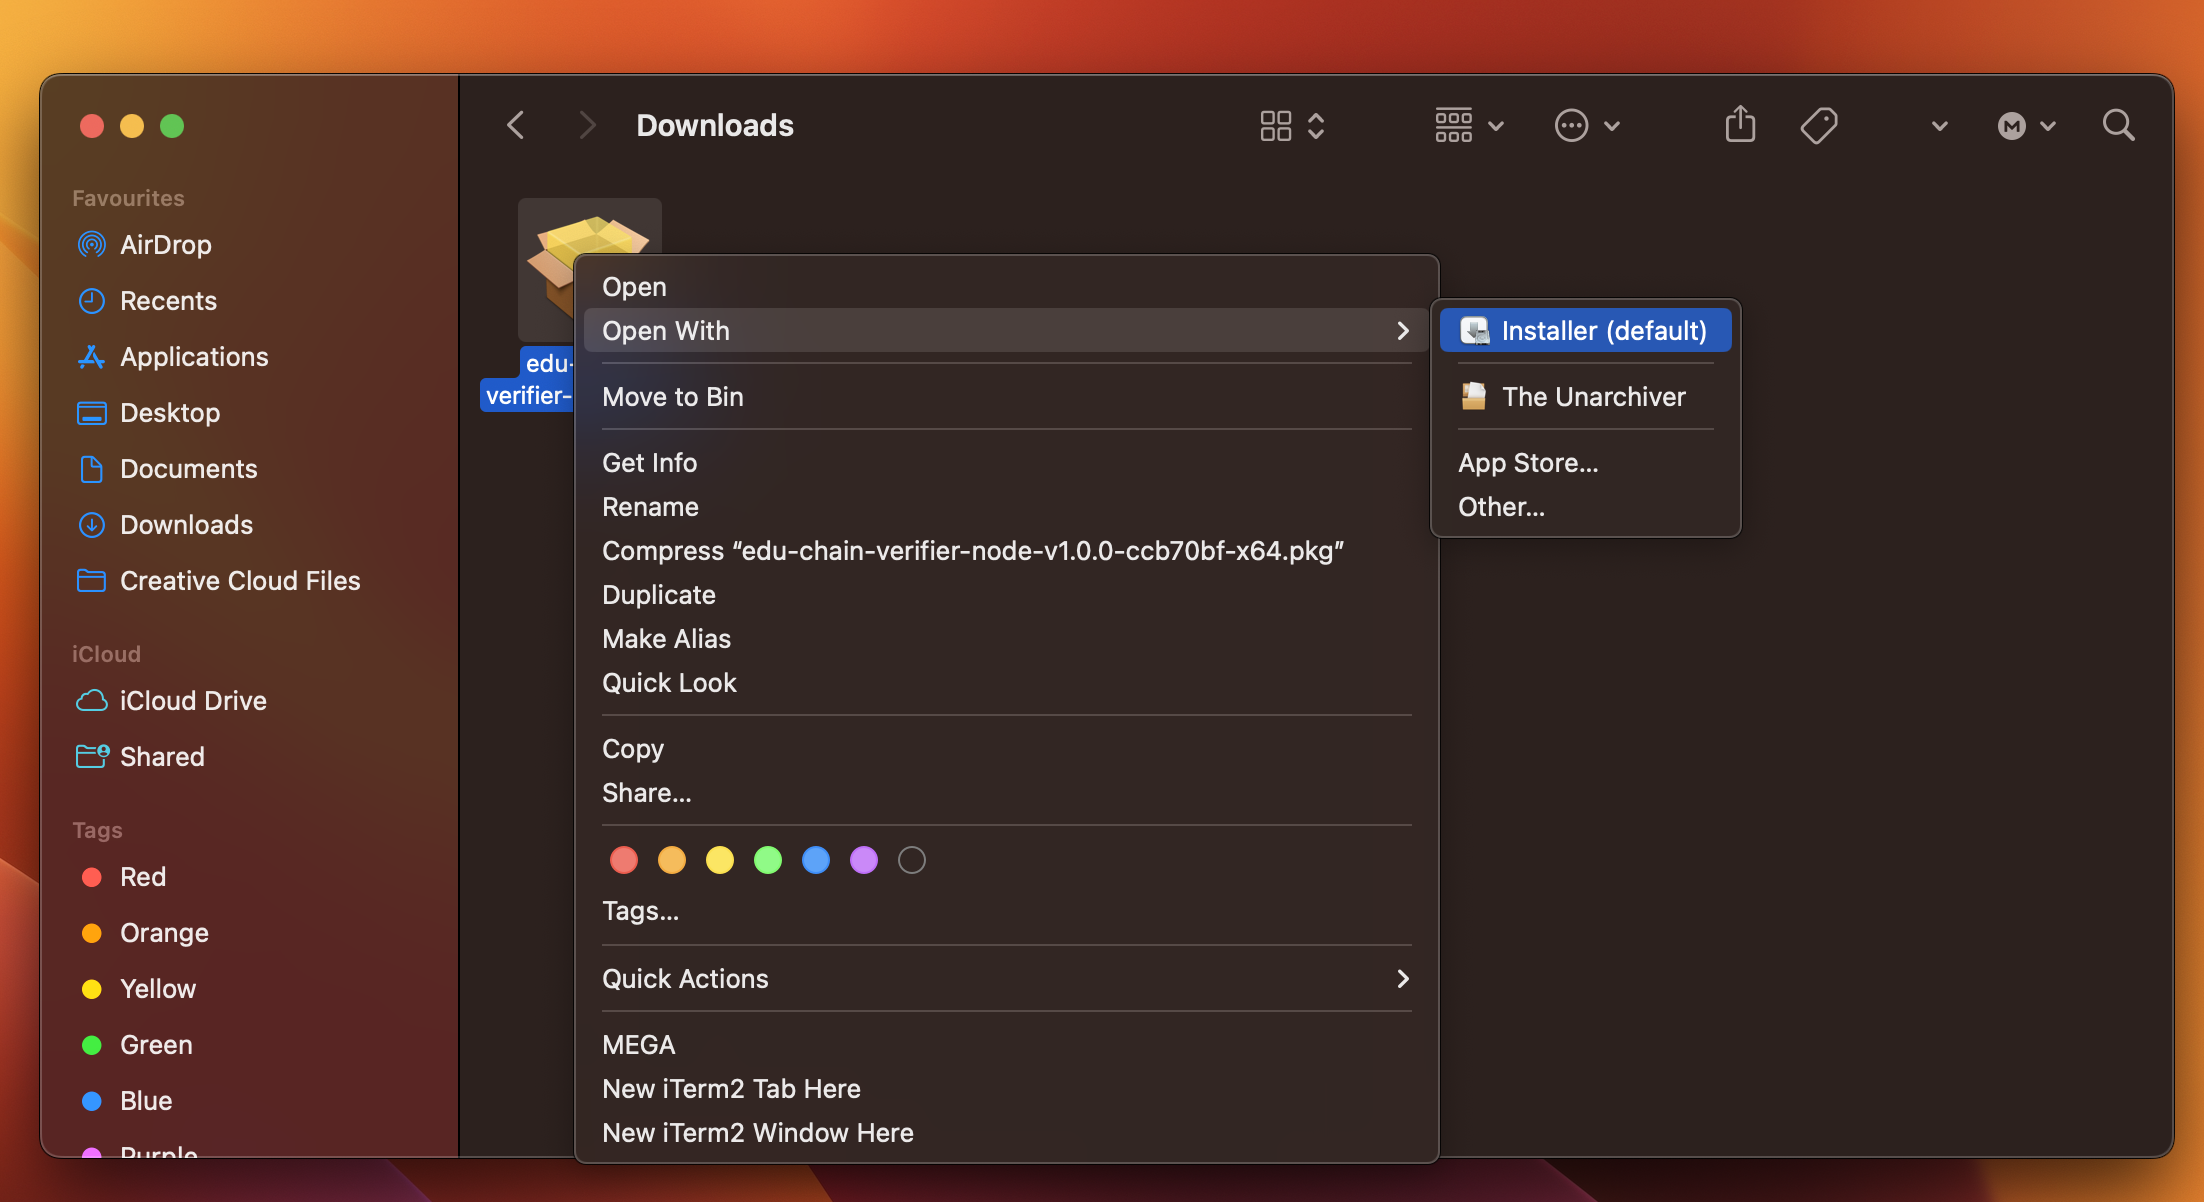 Downloads
Favourites
AirDrop
Recents
Applications
Desktop
Documents
Downloads
Creative Cloud Files
iCloud
iCloud Drive
Shared
Tags
Red
Orange
Yellow
Green
Blue
Purple
edu-
verifier-
Open
Open With
Move to Bin
Get Info
Rename
Compress “edu-chain-verifier-node-v1.0.0-ccb70bf-x64.pkg”
Duplicate
Make Alias
Quick Look
Copy
Share...
Tags...
Quick Actions
MEGA
New iTerm2 Tab Here
New iTerm2 Window Here
Installer (default)
The Unarchiver
App Store...
Other...
M